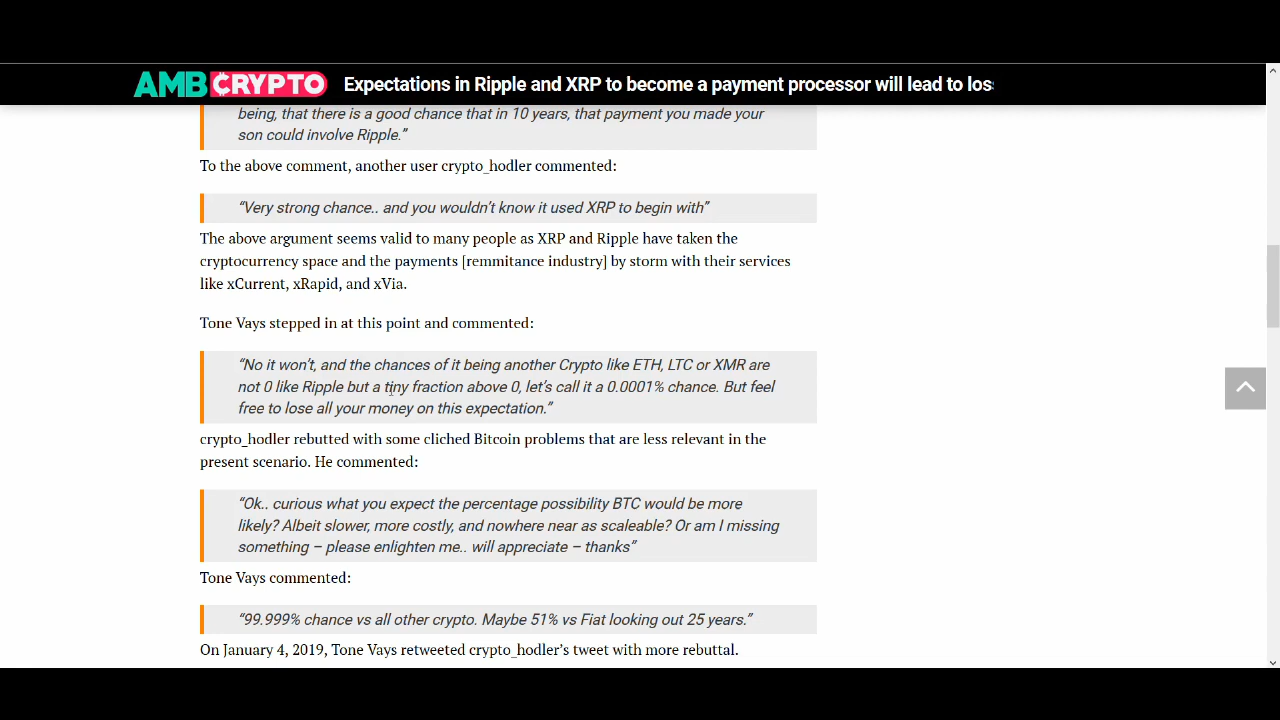 AMBCRYPTO Expectations in Ripple and XRP to become a payment processor will lead to los
being, that there is a good chance that in 10 years, that payment you made your
son could involve Ripple.”
To the above comment, another user crypto_hodler commented:
“Very strong chance.. and you wouldn’t know it used XRP to begin with”
The above argument seems valid to many people as XRP and Ripple have taken the
cryptocurrency space and the payments [remmitance industry] by storm with their services
like xCurrent, xRapid, and xVia.
Tone Vays stepped in at this point and commented:
“No it won’t, and the chances of it being another Crypto like ETH, LTC or XMR are
not 0 like Ripple but a tiny fraction above 0, let’s call it a 0.0001% chance. But feel
free to lose all your money on this expectation.”
crypto_hodler rebutted with some cliched Bitcoin problems that are less relevant in the
present scenario. He commented:
“Ok.. curious what you expect the percentage possibility BTC would be more
likely? Albeit slower, more costly, and nowhere near as scaleable? Or am I missing
something – please enlighten me.. will appreciate – thanks”
Tone Vays commented:
“99.999% chance vs all other crypto. Maybe 51% vs Fiat looking out 25 years.”
On January 4, 2019, Tone Vays retweeted crypto_hodler’s tweet with more rebuttal.